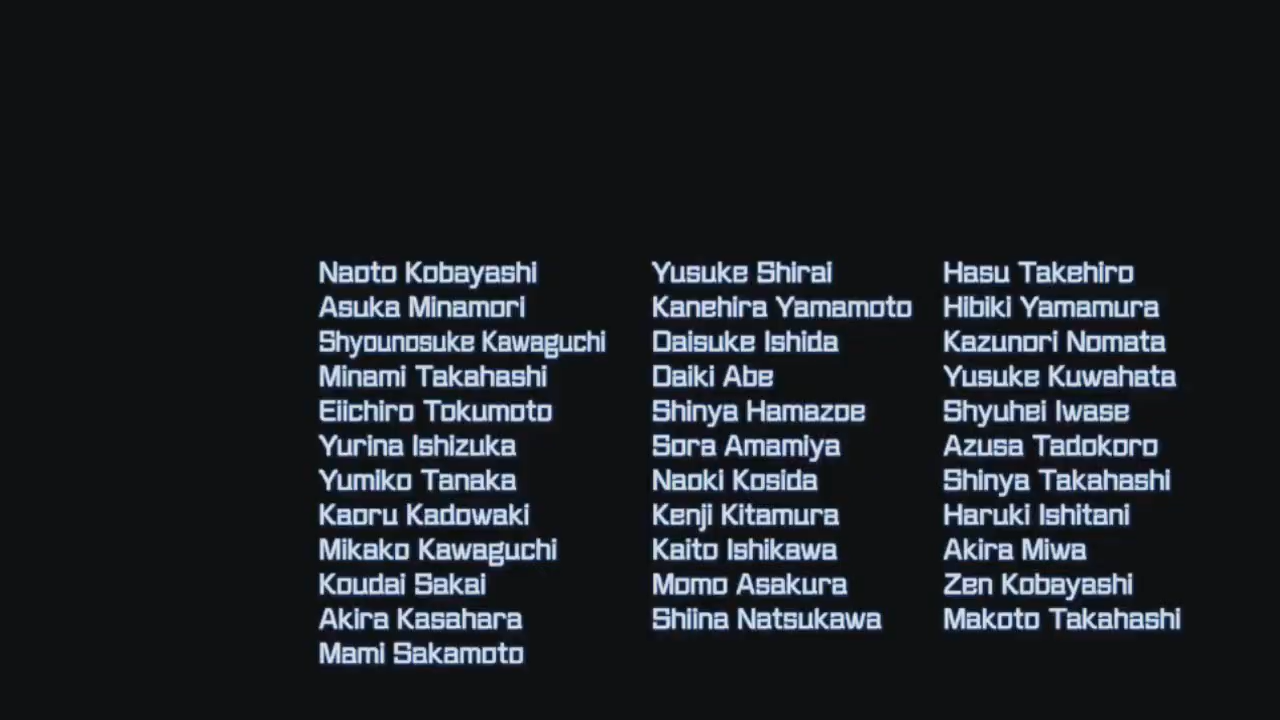 Naoto Kobayashi
Asuka Minamori
Shyounosuke Kawaguchi
Minami Takahashi
Eiichiro Tokumoto
Yurina Ishizuka
Yumiko Tanaka
Kaoru Kadowaki
Mikako Kawaguchi
Koudai Sakai
Akira Kasahara
Mami Sakamoto
Yusuke Shirai
Kanehira Yamamoto
Daisuke Ishida
Daiki Abe
Shinya Hamazoe
Sora Amamiya
Naoki Kosida
Kenji Kitamura
Kaito Ishikawa
Momo Asakura
Shiina Natsukawa
Hasu Takehiro
Hibiki Yamamura
Kazunori Nomata
Yusuke Kuwahata
Shyuhei Iwase
Azusa Tadokoro
Shinya Takahashi
Haruki Ishitani
Akira Miwa
Zen Kobayashi
Makoto Takahashi